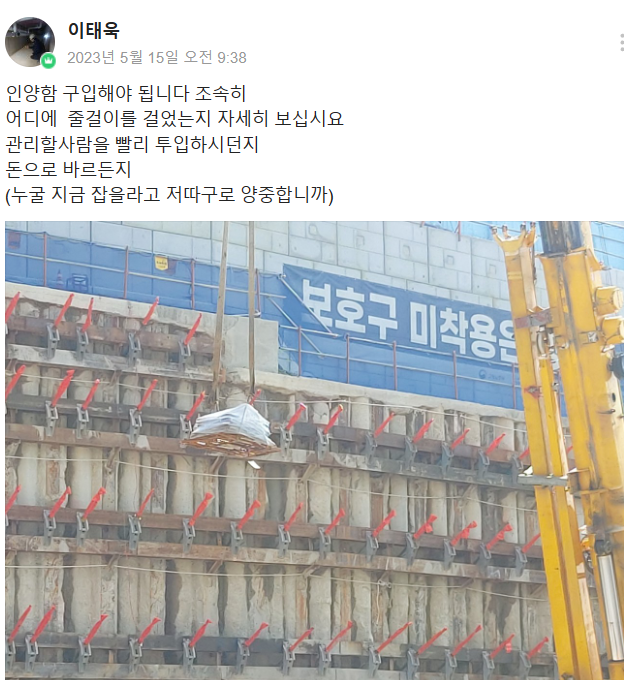 이태욱
2023년 5월 15일 오전 9:38
인양함 구입해야 됩니다 조속히
어디에  줄걸이를 걸었는지 자세히 보십시요
관리할사람을 빨리 투입하시던지
돈으로 바르든지
(누굴 지금 잡을라고 저따구로 양중합니까)
보호구 미착용은